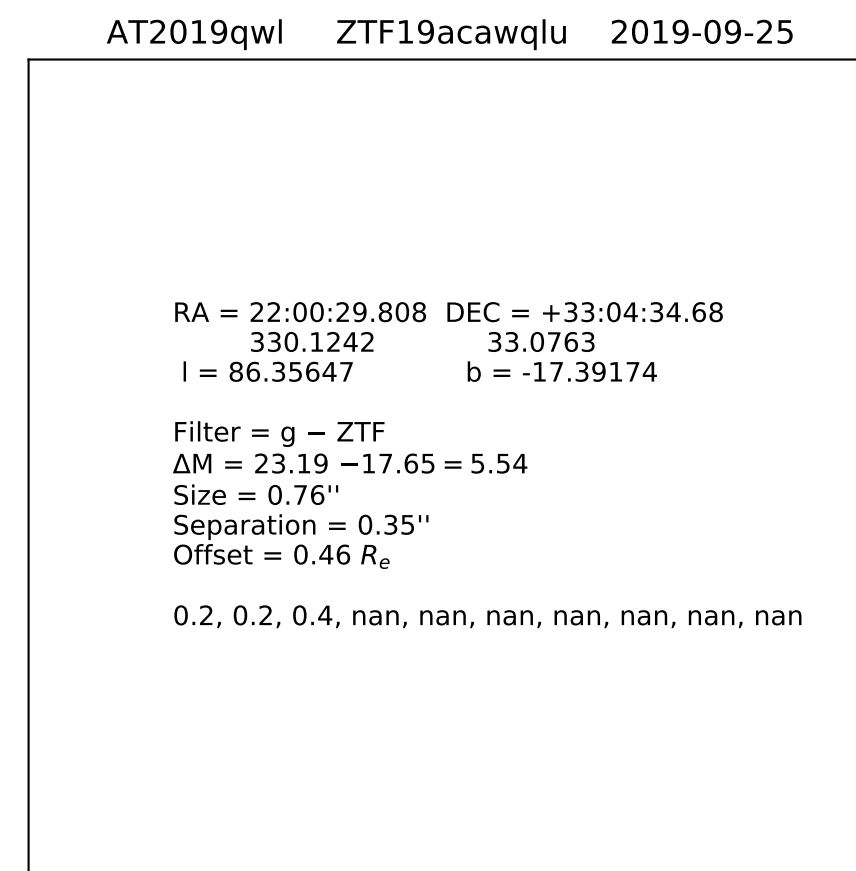 AT2019qwl ZTF19acawqlu 2019-09-25
RA = 22:00:29.808 DEC = +33:04:34.68
330.1242 33.0763
l = 86.35647 b = -17.39174
Filter = g − ZTF
ΔM = 23.19 −17.65 = 5.54
Size = 0.76''
Separation = 0.35''
Offset = 0.46 Re
0.2, 0.2, 0.4, nan, nan, nan, nan, nan, nan, nan